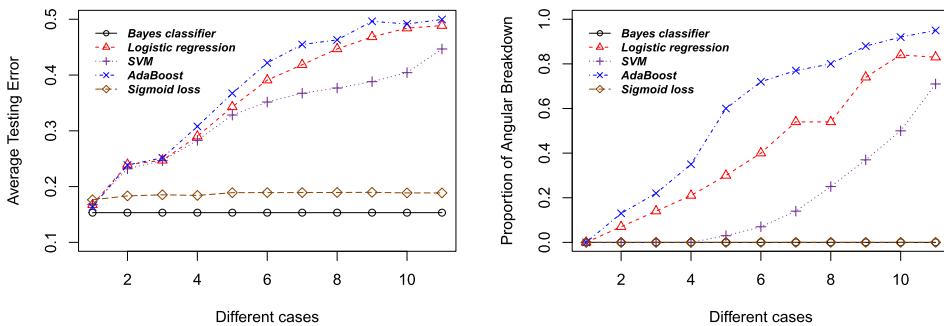 Average Testing Error
0.5
0.4
0.3
0.2
0.1
Bayes classifier
Logistic regression
SVM
AdaBoost
Sigmoid loss
2 4 6 8 10
Different cases
Proportion of Angular Breakdown
1.0
0.8
0.6
0.4
0.2
0.0
Bayes classifier
Logistic regression
SVM
AdaBoost
Sigmoid loss
2 4 6 8 10
Different cases